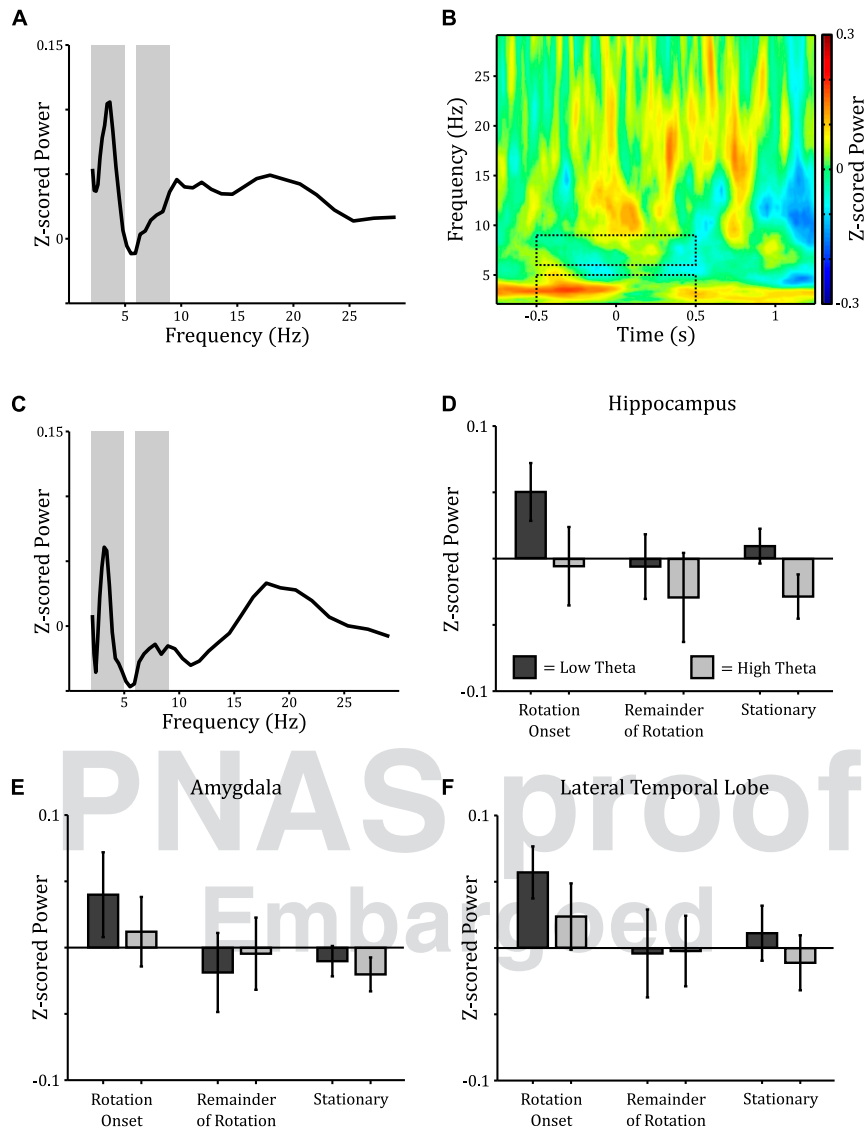 A
0.15
Z-scored Power
0
5 10 15 20 25
Frequency (Hz)
B
25
20
15
10
5
Frequency (Hz)
-0.5 0 0.5 1
Time (s)
0.3
0
-0.3
Z-scored Power
C
0.15
Z-scored Power
0
5 10 15 20 25
Frequency (Hz)
D
Hippocampus
0.1
Z-scored Power
-0.1
= Low Theta
= High Theta
Rotation Onset
Remainder of Rotation
Stationary
PNAS proof
Embargoed
E
Amygdala
0.1
Z-scored Power
-0.1
Rotation Onset
Remainder of Rotation
Stationary
F
Lateral Temporal Lobe
0.1
Z-scored Power
-0.1
Rotation Onset
Remainder of Rotation
Stationary